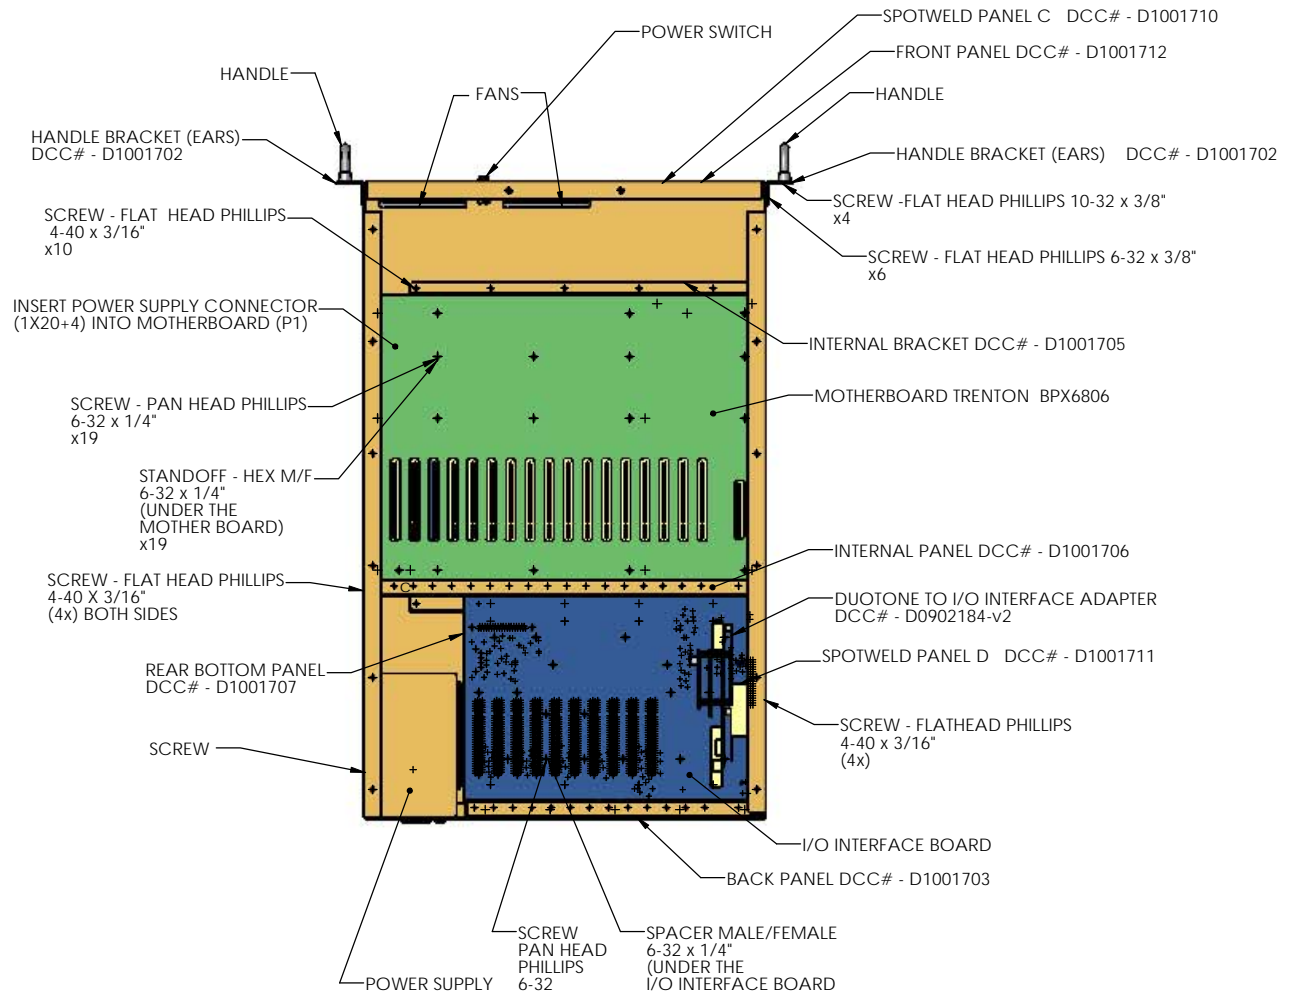 SPOTWELD PANEL C DCC# - D1001710
POWER SWITCH
FRONT PANEL DCC# - D1001712
HANDLE
FANS
HANDLE
HANDLE BRACKET (EARS)
DCC# - D1001702
HANDLE BRACKET (EARS) DCC# - D1001702
SCREW -FLAT HEAD PHILLIPS 10-32 x 3/8"
x4
SCREW - FLAT HEAD PHILLIPS
4-40 x 3/16"
x10
SCREW - FLAT HEAD PHILLIPS 6-32 x 3/8"
x6
INSERT POWER SUPPLY CONNECTOR
(1X20+4) INTO MOTHERBOARD (P1)
INTERNAL BRACKET DCC# - D1001705
MOTHERBOARD TRENTON BPX6806
SCREW - PAN HEAD PHILLIPS
6-32 x 1/4"
x19
STANDOFF - HEX M/F
6-32 x 1/4"
(UNDER THE
MOTHER BOARD)
x19
INTERNAL PANEL DCC# - D1001706
SCREW - FLAT HEAD PHILLIPS
4-40 X 3/16"
(4x) BOTH SIDES
C
DUOTONE TO I/O INTERFACE ADAPTER
DCC# - D0902184-v2
REAR BOTTOM PANEL
DCC# - D1001707
SPOTWELD PANEL D DCC# - D1001711
SCREW - FLATHEAD PHILLIPS
4-40 x 3/16"
(4x)
SCREW
I/O INTERFACE BOARD
BACK PANEL DCC# - D1001703
SCREW
PAN HEAD
PHILLIPS
6-32
SPACER MALE/FEMALE
6-32 x 1/4"
(UNDER THE
I/O INTERFACE BOARD
POWER SUPPLY